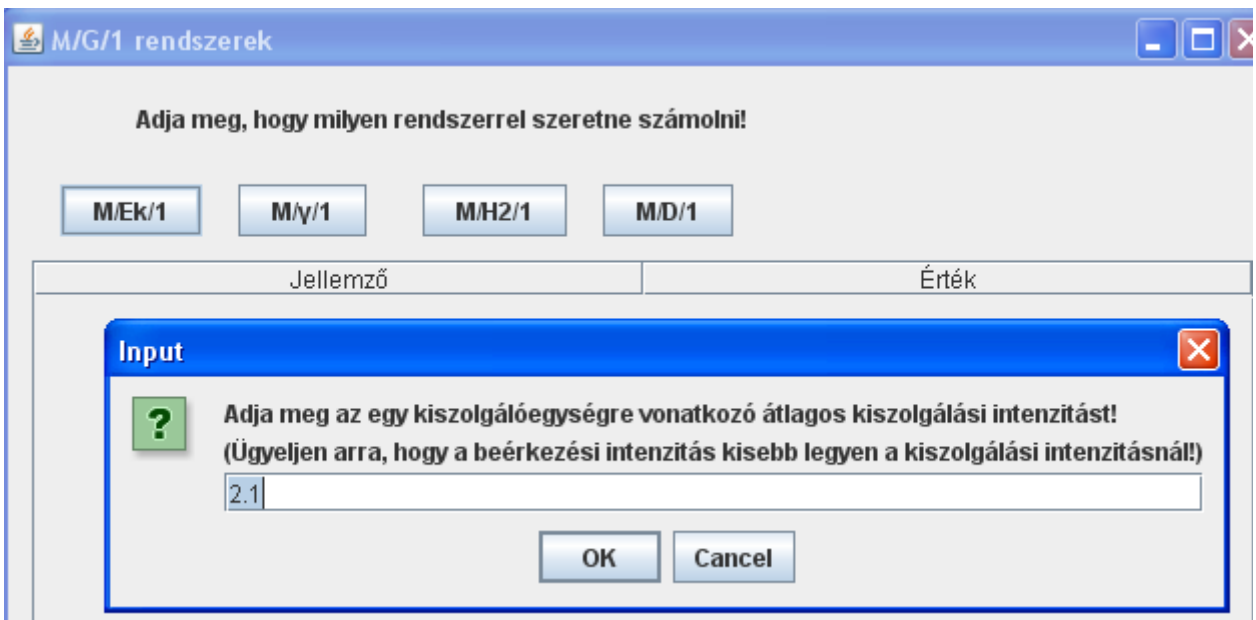 M/G/1 rendszerek
Adja meg, hogy milyen rendszerrel szeretne számolni!
M/Ek/1 M/γ/1 M/H2/1 M/D/1
Jellemző Érték
Input
Adja meg az egy kiszolgálóegységre vonatkozó átlagos kiszolgálási intenzitást!
(Ügyeljen arra, hogy a beérkezési intenzitás kisebb legyen a kiszolgálási intenzitásnál!)
2.1
OK Cancel